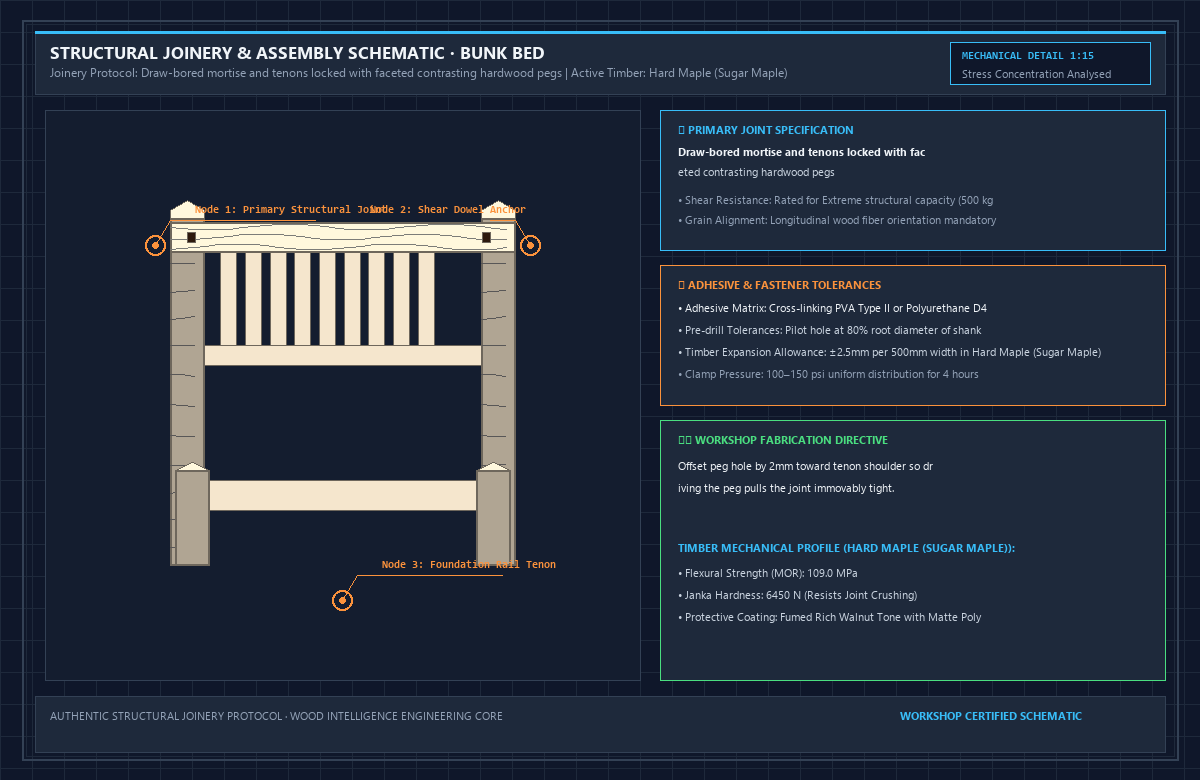 STRUCTURAL JOINERY & ASSEMBLY SCHEMATIC · BUNK BED
Joinery Protocol: Draw-bored mortise and tenons locked with faceted contrasting hardwood pegs | Active Timber: Hard Maple (Sugar Maple)
MECHANICAL DETAIL 1:15
Stress Concentration Analysed
Node 1: Primary Structural Joint
Node 2: Shear Dowel Anchor
Node 3: Foundation Rail Tenon
PRIMARY JOINT SPECIFICATION
Draw-bored mortise and tenons locked with fac
eted contrasting hardwood pegs
• Shear Resistance: Rated for Extreme structural capacity (500 kg
• Grain Alignment: Longitudinal wood fiber orientation mandatory
ADHESIVE & FASTENER TOLERANCES
• Adhesive Matrix: Cross-linking PVA Type II or Polyurethane D4
• Pre-drill Tolerances: Pilot hole at 80% root diameter of shank
• Timber Expansion Allowance: ±2.5mm per 500mm width in Hard Maple (Sugar Maple)
• Clamp Pressure: 100–150 psi uniform distribution for 4 hours
WORKSHOP FABRICATION DIRECTIVE
Offset peg hole by 2mm toward tenon shoulder so dr
iving the peg pulls the joint immovably tight.
TIMBER MECHANICAL PROFILE (HARD MAPLE (SUGAR MAPLE)):
• Flexural Strength (MOR): 109.0 MPa
• Janka Hardness: 6450 N (Resists Joint Crushing)
• Protective Coating: Fumed Rich Walnut Tone with Matte Poly
AUTHENTIC STRUCTURAL JOINERY PROTOCOL · WOOD INTELLIGENCE ENGINEERING CORE
WORKSHOP CERTIFIED SCHEMATIC